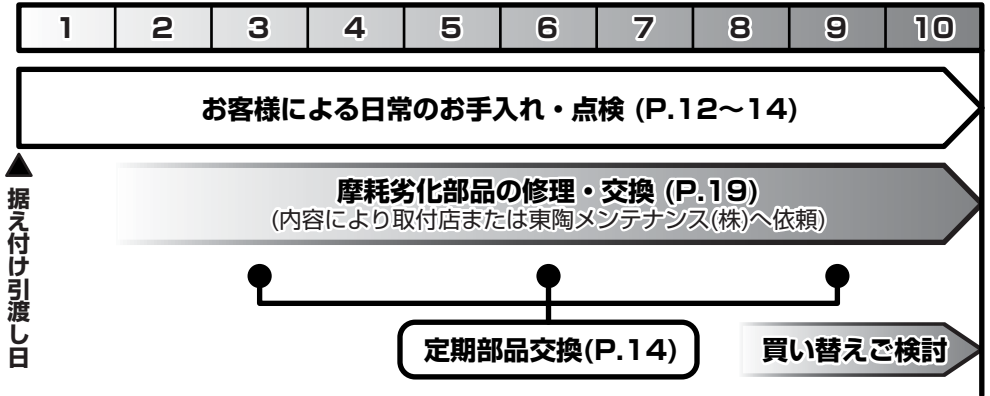 1 2 3 4 5 6 7 8 9 10
お客様による日常のお手入れ・点検 (P.12～14)
据え付け引渡し日
摩耗劣化部品の修理・交換 (P.19)
(内容により取付店または東陶メンテナンス(株)へ依頼)
定期部品交換(P.14)
買い替えご検討